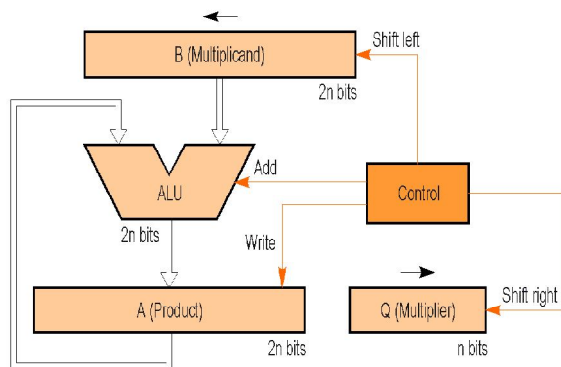 B (Multiplicand)
Shift left
2n bits
ALU
Add
Control
2n bits
Write
A (Product)
Q (Multiplier)
Shift right
2n bits
n bits